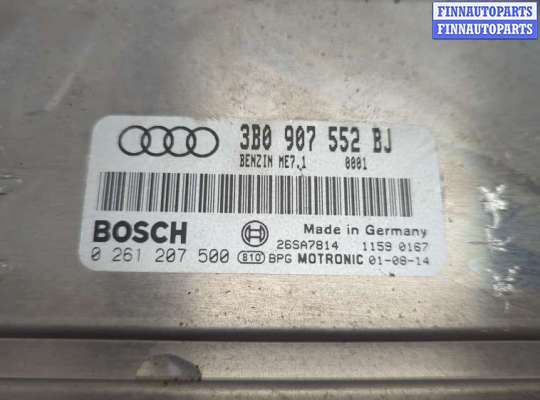 FINNAUTOPARTS
FINNAUTOPARTS
3B0 907 552 BJ
BENZIN ME7.1 0001
BOSCH
Made in Germany
26SA7814 1159 0167
0 261 207 500 810 BPG MOTRONIC 01-08-14